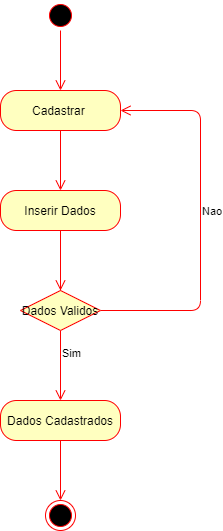 Cadastrar
Inserir Dados
Nao
Dados Validos
Sim
Dados Cadastrados